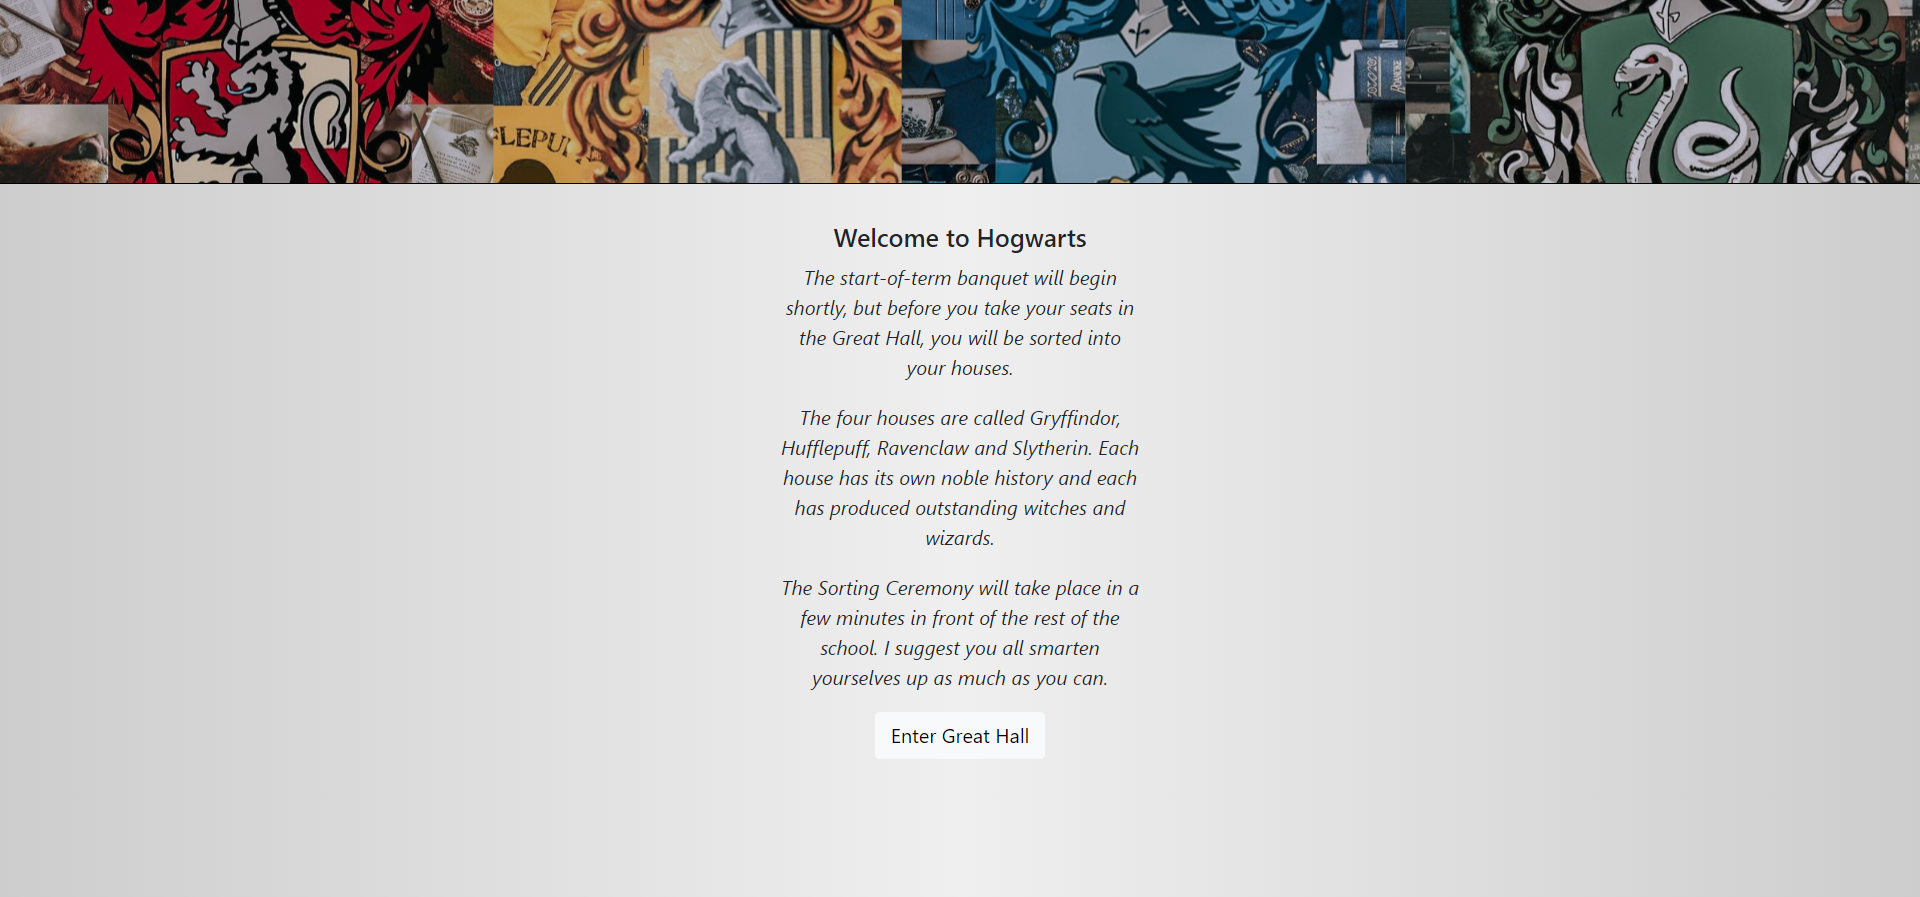 LEPU
Welcome to Hogwarts
The start-of-term banquet will begin
shortly, but before you take your seats in
the Great Hall, you will be sorted into
your houses.
The four houses are called Gryffindor,
Hufflepuff, Ravenclaw and Slytherin. Each
house has its own noble history and each
has produced outstanding witches and
wizards.
The Sorting Ceremony will take place in a
few minutes in front of the rest of the
school. I suggest you all smarten
yourselves up as much as you can.
Enter Great Hall